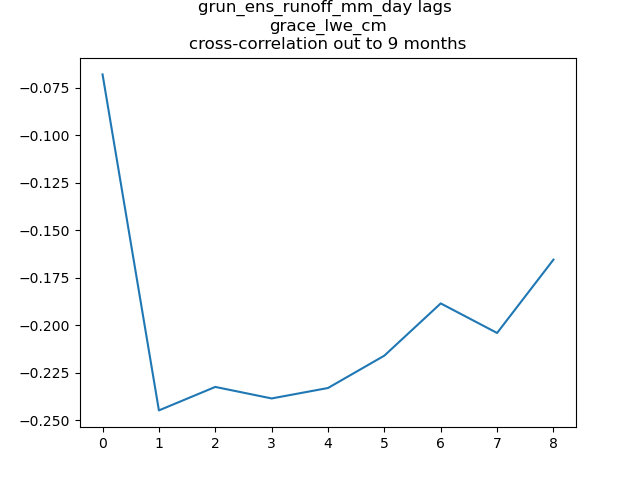 grun_ens_runoff_mm_day lags
grace_lwe_cm
cross-correlation out to 9 months
−0.075
−0.100
−0.125
−0.150
−0.175
−0.200
−0.225
−0.250
0 1 2 3 4 5 6 7 8